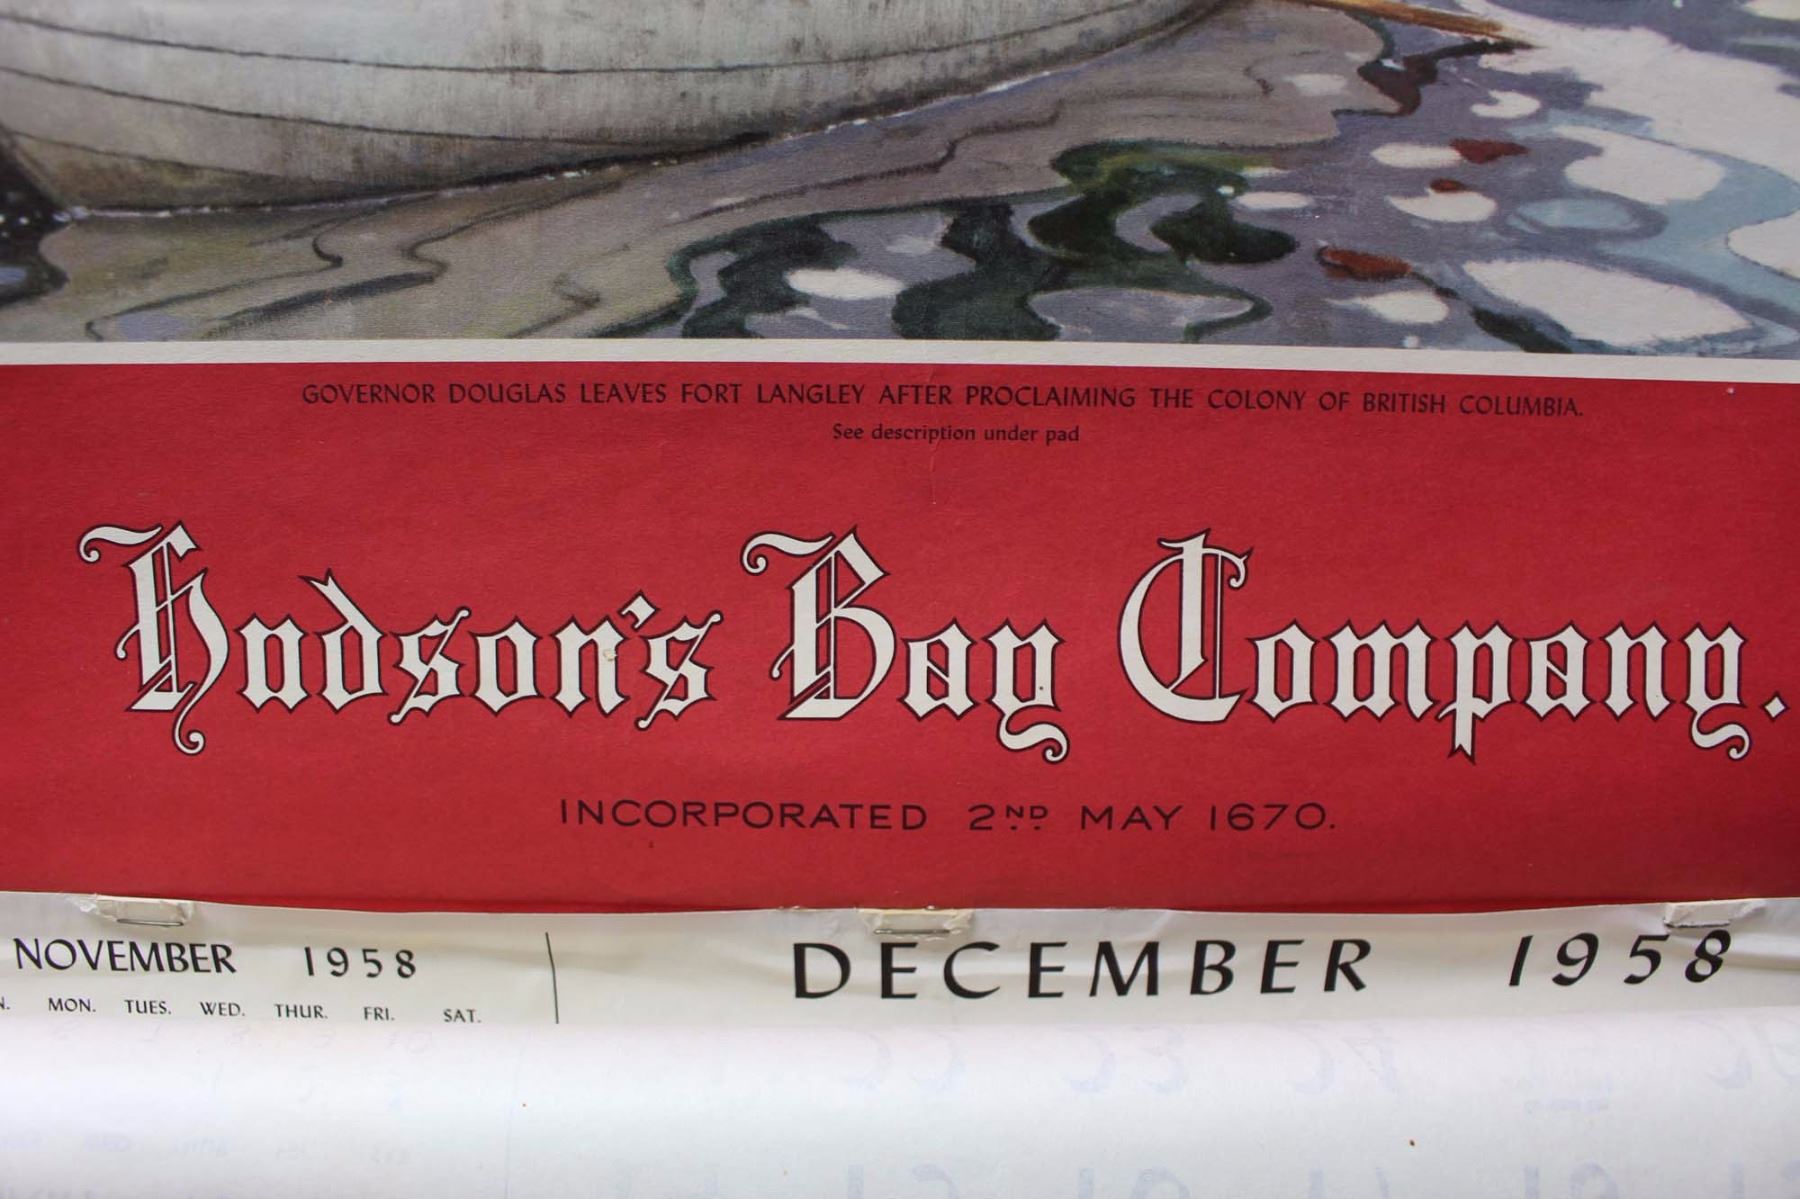 GOVERNOR DOUGLAS LEAVES FORT LANGLEY AFTER PROCLAIMING THE COLONY OF BRITISH COLUMBIA.
See description under pad
Hudson's Bay Company.
INCORPORATED 2ND MAY 1670.
NOVEMBER 1958
MON. TUES. WED. THUR. FRI. SAT.
DECEMBER 1958